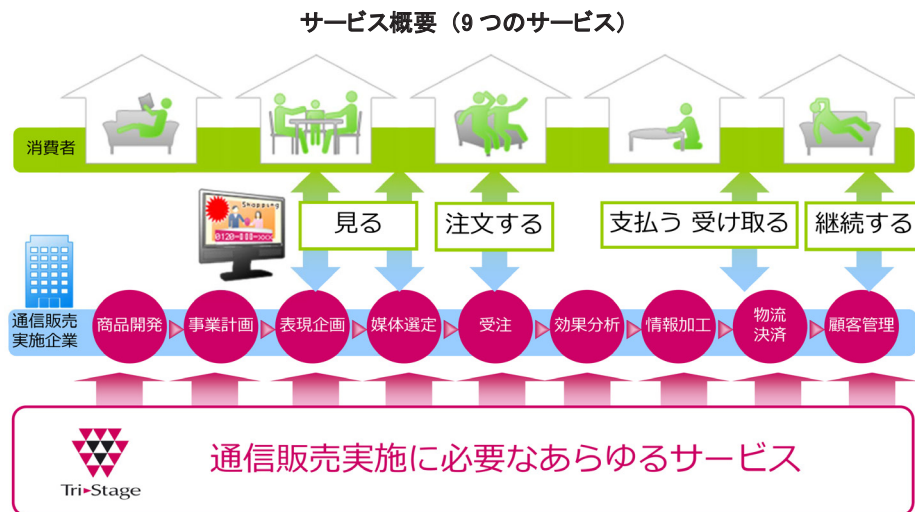 サービス概要（9つのサービス）
消費者
Shopping
0120-888-xxx
見る
注文する
支払う 受け取る
継続する
通信販売
実施企業
商品開発
事業計画
表現企画
媒体選定
受注
効果分析
情報加工
物流
決済
顧客管理
通信販売実施に必要なあらゆるサービス
Tri-Stage